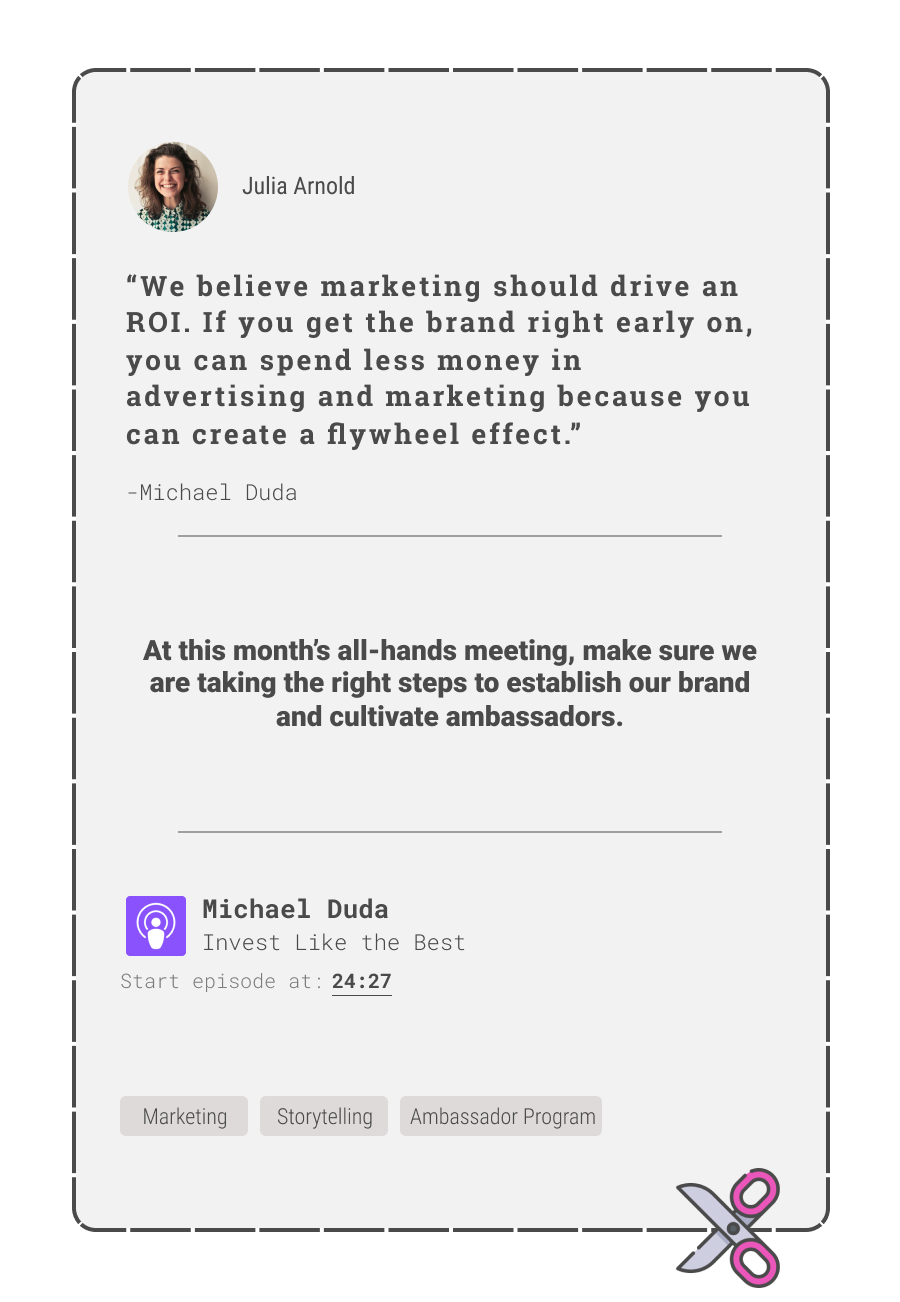 Julia Arnold
“We believe marketing should drive an
ROI. If you get the brand right early on,
you can spend less money in
advertising and marketing because you
can create a flywheel effect.”
-Michael Duda
At this month’s all-hands meeting, make sure we
are taking the right steps to establish our brand
and cultivate ambassadors.
Michael Duda
Invest Like the Best
Start episode at: 24:27
Marketing Storytelling Ambassador Program